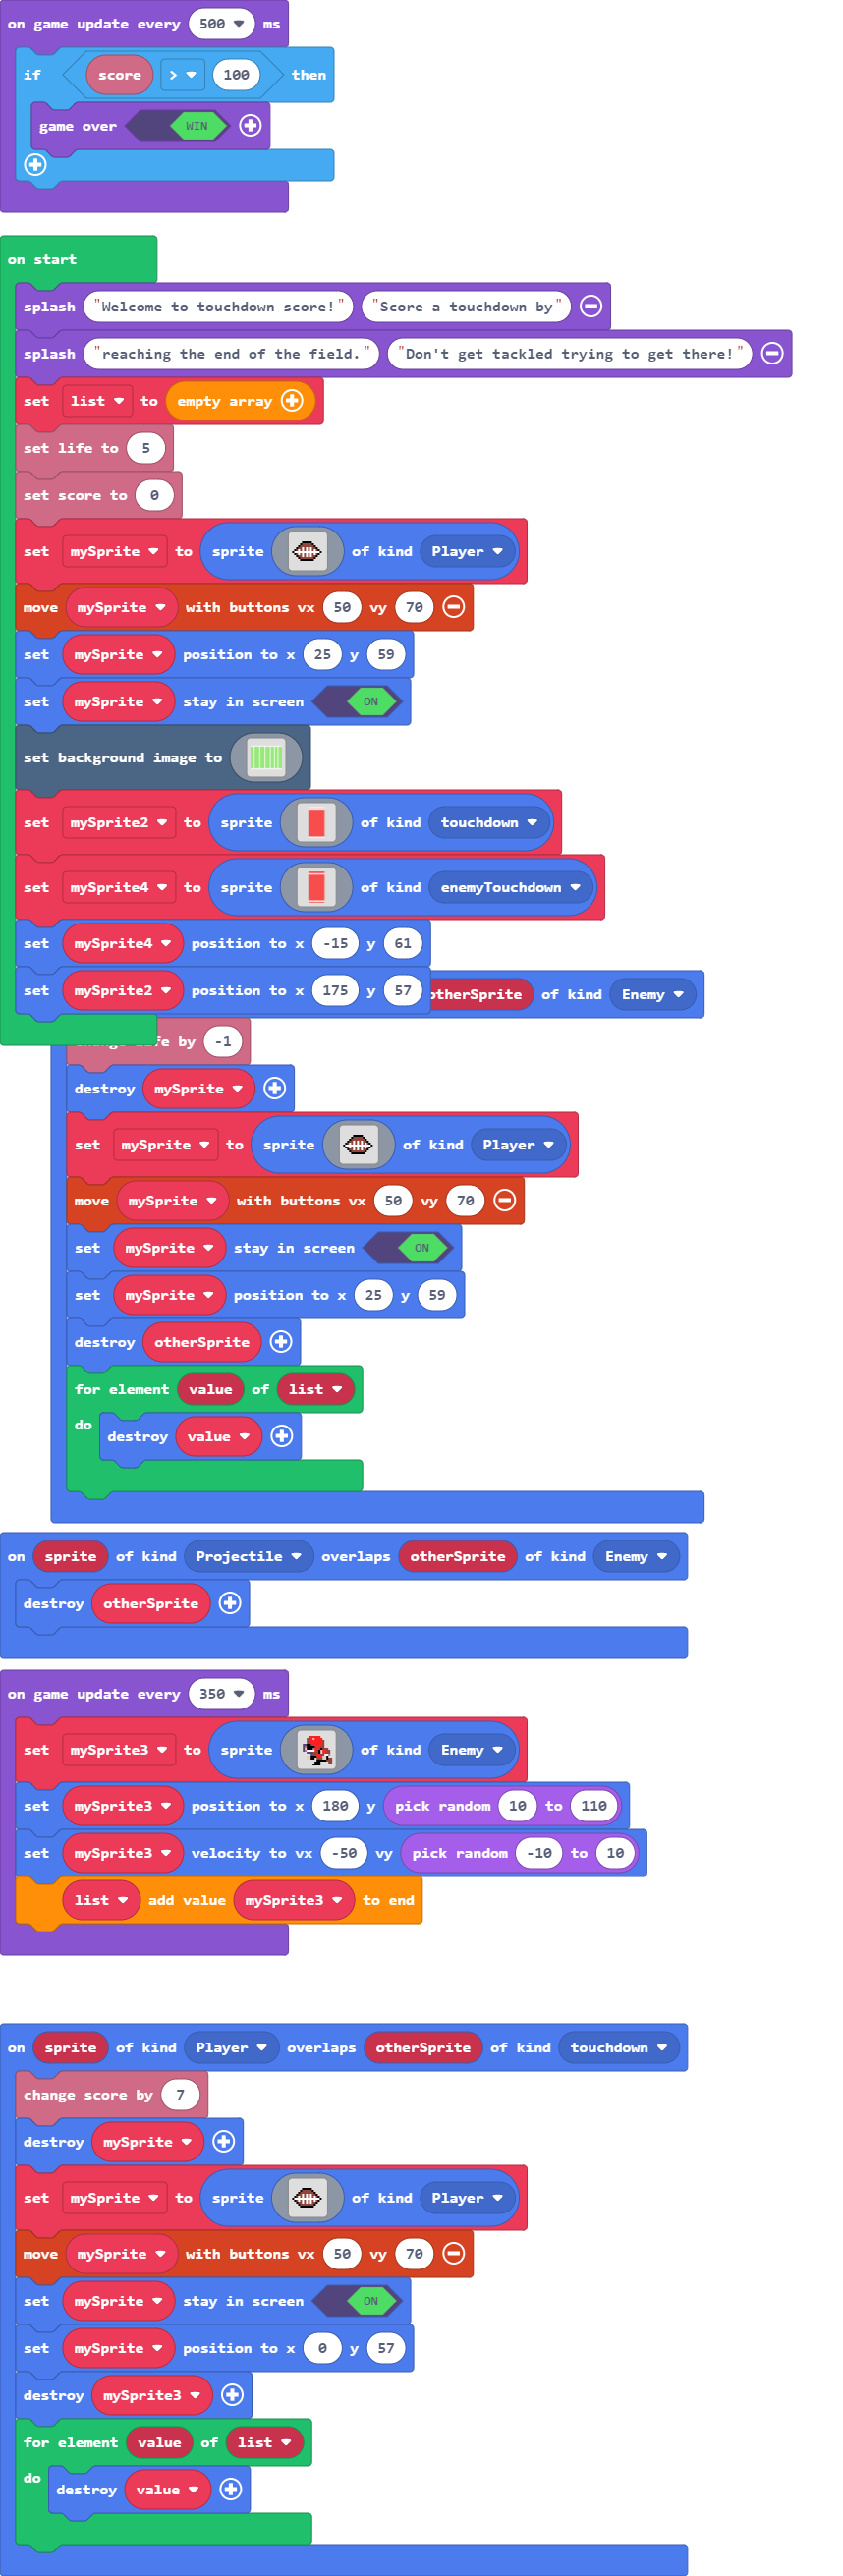 on game update every 500 ms
if score > 100 then
game over WIN
on start
splash "Welcome to touchdown score!" "Score a touchdown by"
splash "reaching the end of the field." "Don't get tackled trying to get there!"
set list to empty array
set life to 5
set score to 0
set mySprite to sprite of kind Player
move mySprite with buttons vx 50 vy 70
set mySprite position to x 25 y 59
set mySprite stay in screen ON
set background image to
set mySprite2 to sprite of kind touchdown
set mySprite4 to sprite of kind enemyTouchdown
set mySprite4 position to x -15 y 61
set mySprite2 position to x 175 y 57
otherSprite of kind Enemy
by -1
destroy mySprite
set mySprite to sprite of kind Player
move mySprite with buttons vx 50 vy 70
set mySprite stay in screen ON
set mySprite position to x 25 y 59
destroy otherSprite
for element value of list
do destroy value
on sprite of kind Projectile overlaps otherSprite of kind Enemy
destroy otherSprite
on game update every 350 ms
set mySprite3 to sprite of kind Enemy
set mySprite3 position to x 180 y pick random 10 to 110
set mySprite3 velocity to vx -50 vy pick random -10 to 10
list add value mySprite3 to end
on sprite of kind Player overlaps otherSprite of kind touchdown
change score by 7
destroy mySprite
set mySprite to sprite of kind Player
move mySprite with buttons vx 50 vy 70
set mySprite stay in screen ON
set mySprite position to x 0 y 57
destroy mySprite3
for element value of list
do destroy value